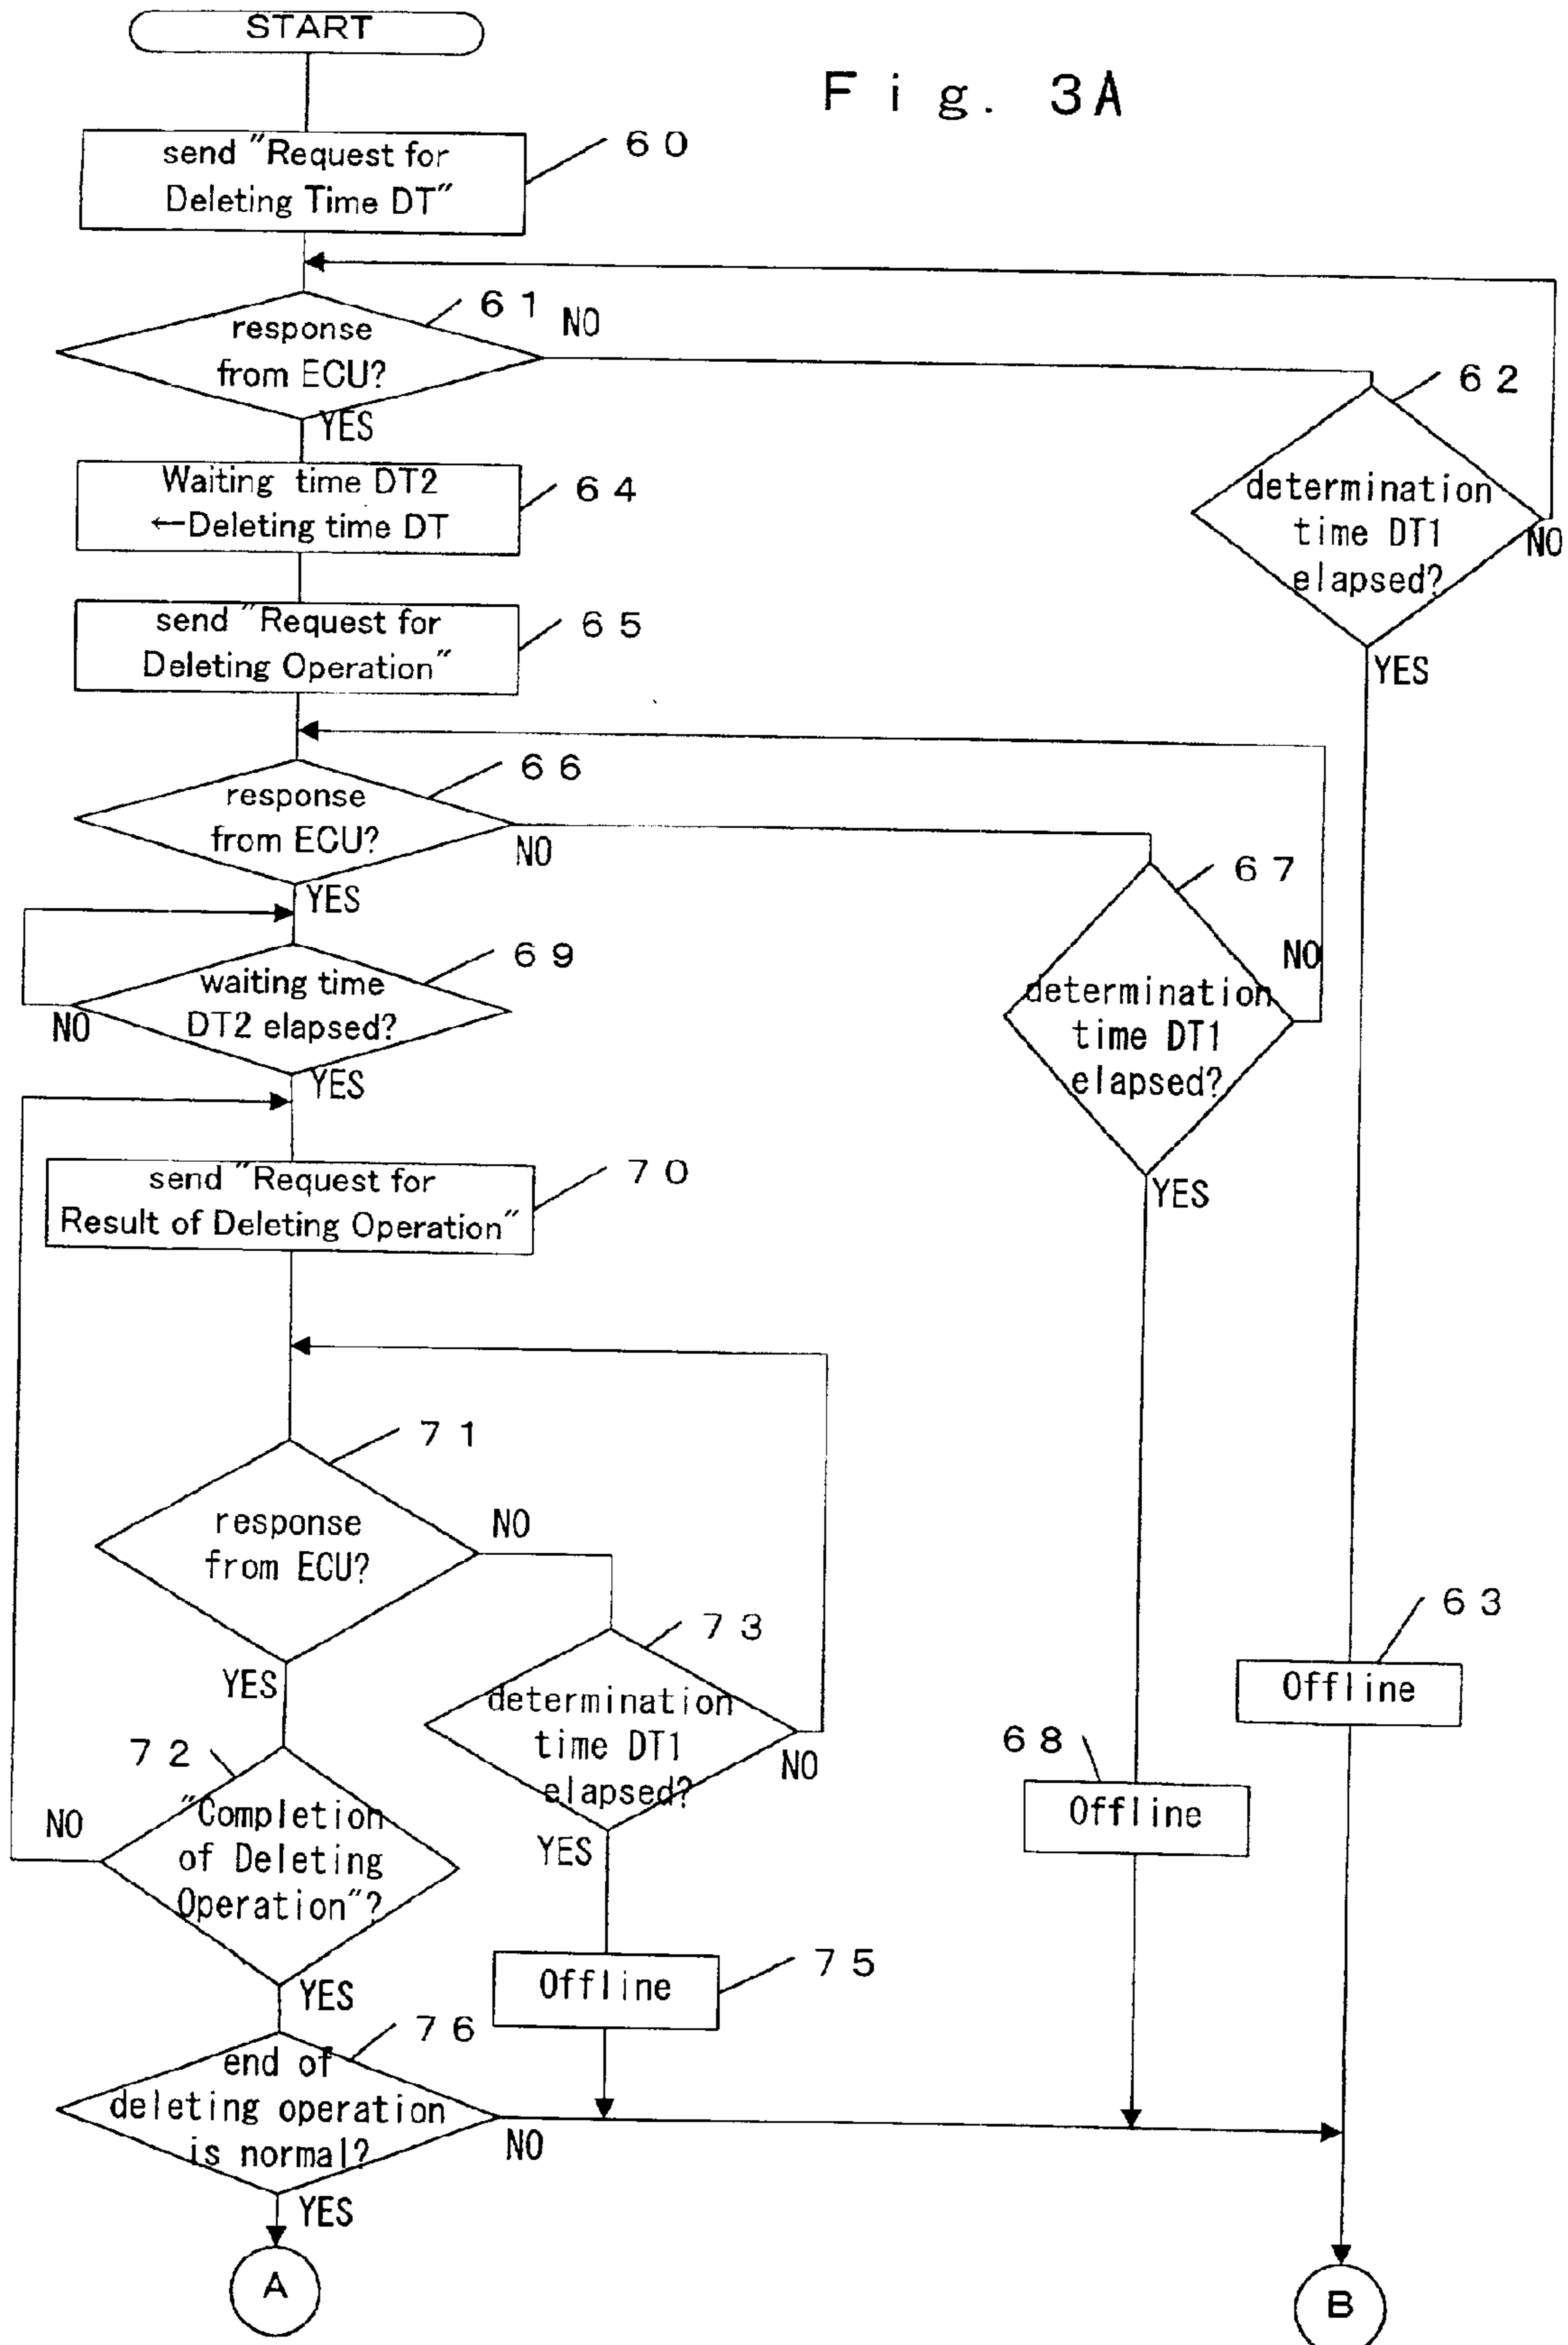 START
Fig. 3A
send "Request for
Deleting Time DT"
60
response
from ECU?
61
NO
YES
62
determination
time DT1
elapsed?
NO
YES
Waiting time DT2
←Deleting time DT
64
send "Request for
Deleting Operation"
65
response
from ECU?
66
NO
YES
67
determination
time DT1
elapsed?
NO
YES
waiting time
DT2 elapsed?
69
NO
YES
send "Request for
Result of Deleting Operation"
70
response
from ECU?
71
NO
YES
73
determination
time DT1
elapsed?
NO
YES
63
Offline
68
Offline
72
"Completion
of Deleting
Operation"?
NO
YES
Offline
75
76
end of
deleting operation
is normal?
NO
YES
A
B